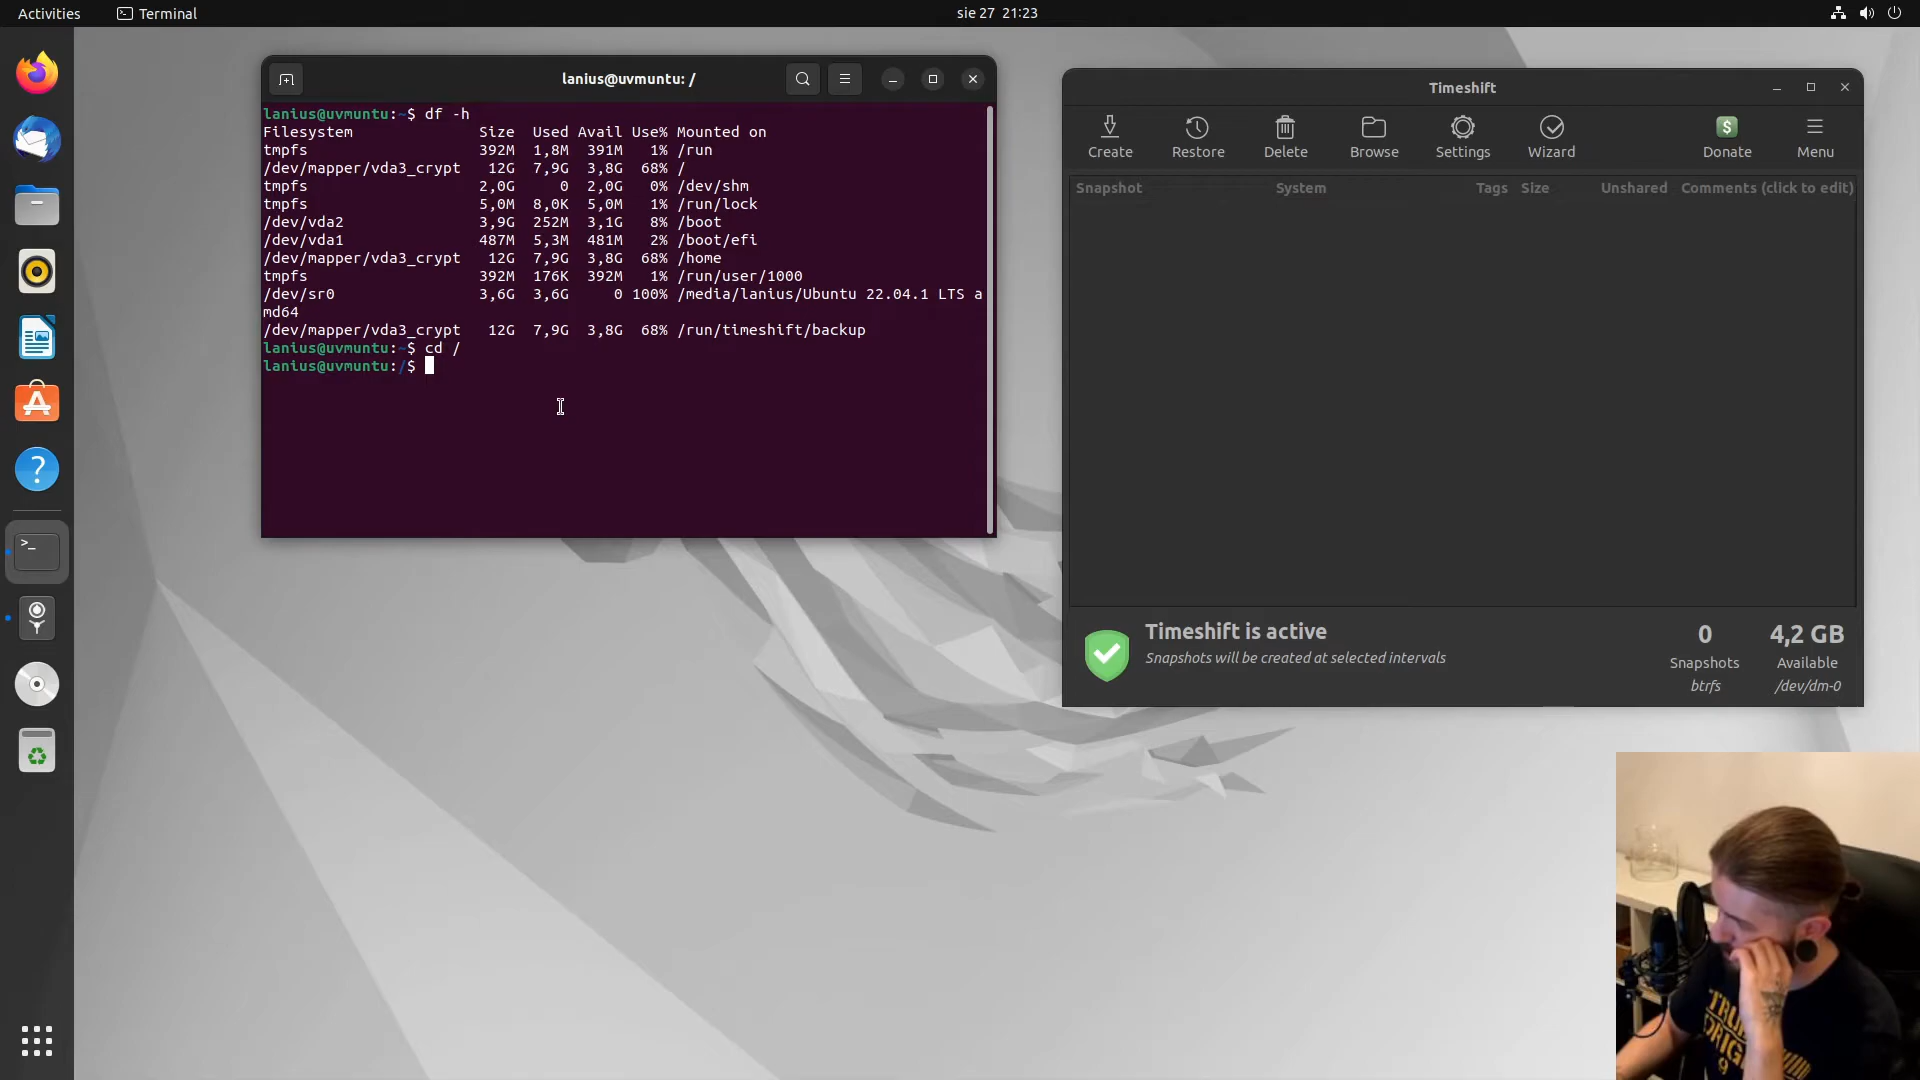 Activities
Terminal
sie 27 21:23
lanius@uvmuntu: /
lanius@uvmuntu:~$ df -h
Filesystem Size Used Avail Use% Mounted on
tmpfs 392M 1,8M 391M 1% /run
/dev/mapper/vda3_crypt 12G 7,9G 3,8G 68% /
tmpfs 2,0G 0 2,0G 0% /dev/shm
tmpfs 5,0M 8,0K 5,0M 1% /run/lock
/dev/vda2 3,9G 252M 3,1G 8% /boot
/dev/vda1 487M 5,3M 481M 2% /boot/efi
/dev/mapper/vda3_crypt 12G 7,9G 3,8G 68% /home
tmpfs 392M 176K 392M 1% /run/user/1000
/dev/sr0 3,6G 3,6G 0 100% /media/lanius/Ubuntu 22.04.1 LTS a
md64
/dev/mapper/vda3_crypt 12G 7,9G 3,8G 68% /run/timeshift/backup
lanius@uvmuntu:~$ cd /
lanius@uvmuntu:/$
Timeshift
Create Restore Delete Browse Settings Wizard Donate Menu
Snapshot System Tags Size Unshared Comments (click to edit)
Timeshift is active
Snapshots will be created at selected intervals
0
Snapshots
btrfs
4,2 GB
Available
/dev/dm-0